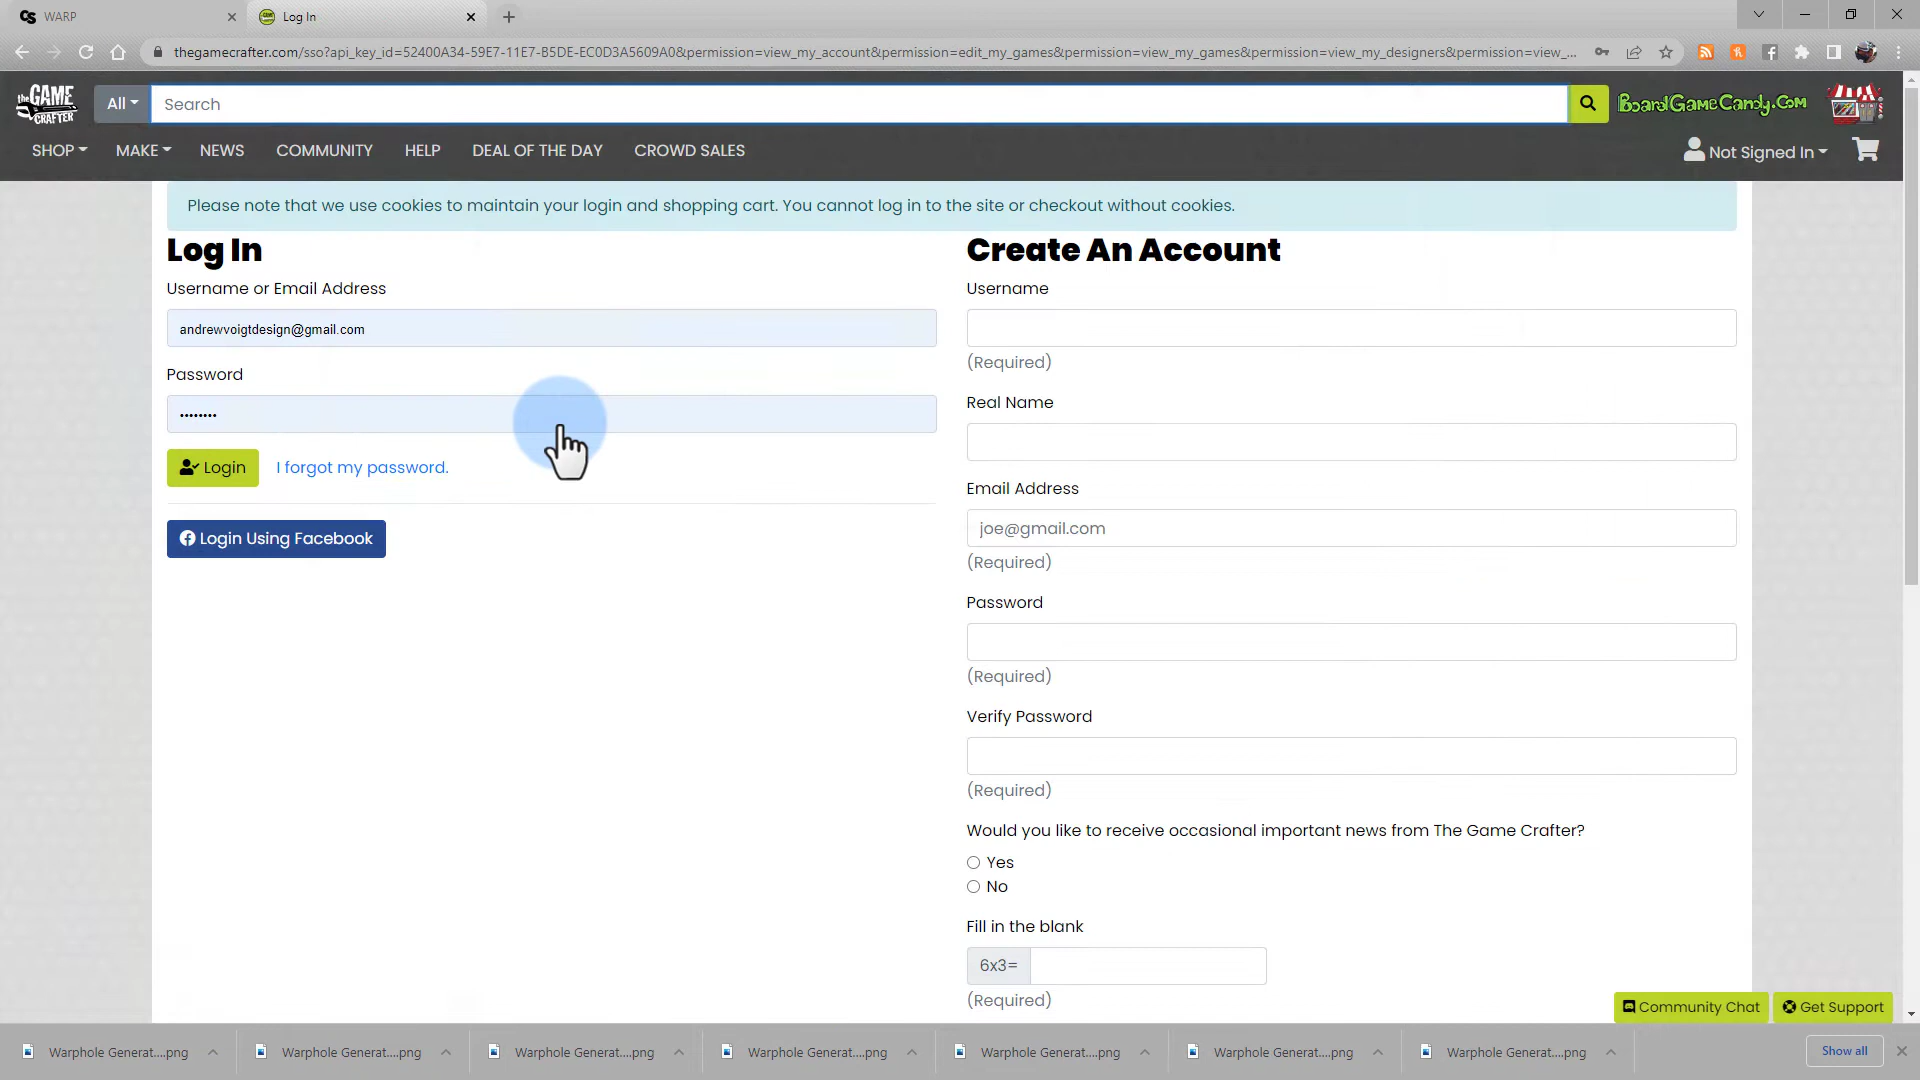 WARP
Log In
thegamecrafter.com/sso?api_key_id=52400A34-59E7-11E7-B5DE-EC0D3A5609A0&permission=view_my_account&permission=edit_my_games&permission=view_my_games&permission=view_my_designers&permission=view_...
the GAME CRAFTER
All
Search
BoardGameCandy.Com
SHOP
MAKE
NEWS
COMMUNITY
HELP
DEAL OF THE DAY
CROWD SALES
Not Signed In
Please note that we use cookies to maintain your login and shopping cart. You cannot log in to the site or checkout without cookies.
Log In
Username or Email Address
andrewvoigtdesign@gmail.com
Password
••••••••
Login
I forgot my password.
Login Using Facebook
Create An Account
Username
(Required)
Real Name
Email Address
joe@gmail.com
(Required)
Password
(Required)
Verify Password
(Required)
Would you like to receive occasional important news from The Game Crafter?
Yes
No
Fill in the blank
6x3=
(Required)
Community Chat
Get Support
Warphole Generat....png
Warphole Generat....png
Warphole Generat....png
Warphole Generat....png
Warphole Generat....png
Warphole Generat....png
Warphole Generat....png
Show all